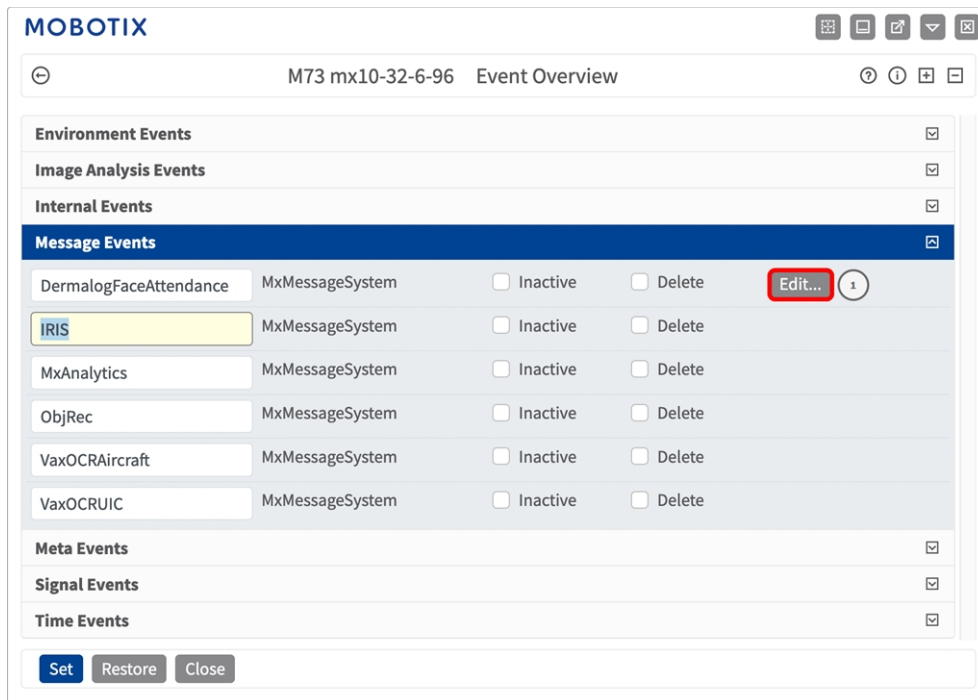 MOBOTIX
M73 mx10-32-6-96 Event Overview
Environment Events
Image Analysis Events
Internal Events
Message Events
DermalogFaceAttendance MxMessageSystem Inactive Delete Edit... 1
IRIS MxMessageSystem Inactive Delete
MxAnalytics MxMessageSystem Inactive Delete
ObjRec MxMessageSystem Inactive Delete
VaxOCRAircraft MxMessageSystem Inactive Delete
VaxOCRUIC MxMessageSystem Inactive Delete
Meta Events
Signal Events
Time Events
Set Restore Close